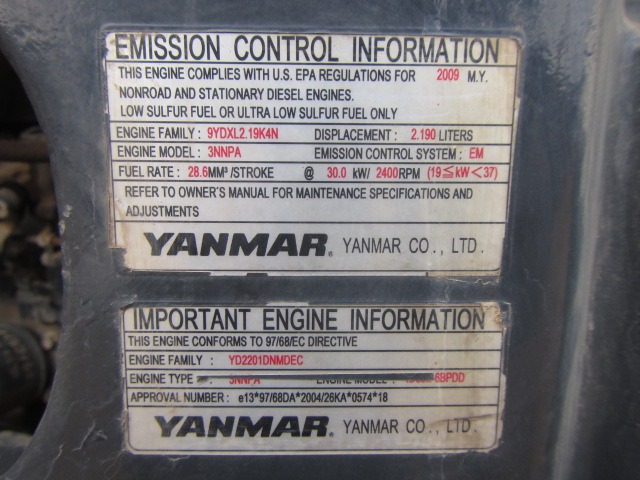 EMISSION CONTROL INFORMATION
THIS ENGINE COMPLIES WITH U.S. EPA REGULATIONS FOR 2009 M.Y.
NONROAD AND STATIONARY DIESEL ENGINES.
LOW SULFUR FUEL OR ULTRA LOW SULFUR FUEL ONLY
ENGINE FAMILY : 9YDXL2.19K4N DISPLACEMENT : 2.190 LITERS
ENGINE MODEL : 3NNPA EMISSION CONTROL SYSTEM : EM
FUEL RATE : 28.6MM³ /STROKE @ 30.0 kW/ 2400RPM (19≦kW<37)
REFER TO OWNER'S MANUAL FOR MAINTENANCE SPECIFICATIONS AND
ADJUSTMENTS
YANMAR® YANMAR CO., LTD.
IMPORTANT ENGINE INFORMATION
THIS ENGINE CONFORMS TO 97/68/EC DIRECTIVE
ENGINE FAMILY : YD2201DNMDEC
ENGINE TYPE : 3NNPA ENGINE MODEL :
APPROVAL NUMBER : e13*97/68DA*2004/26KA*0574*18
YANMAR® YANMAR CO., LTD.